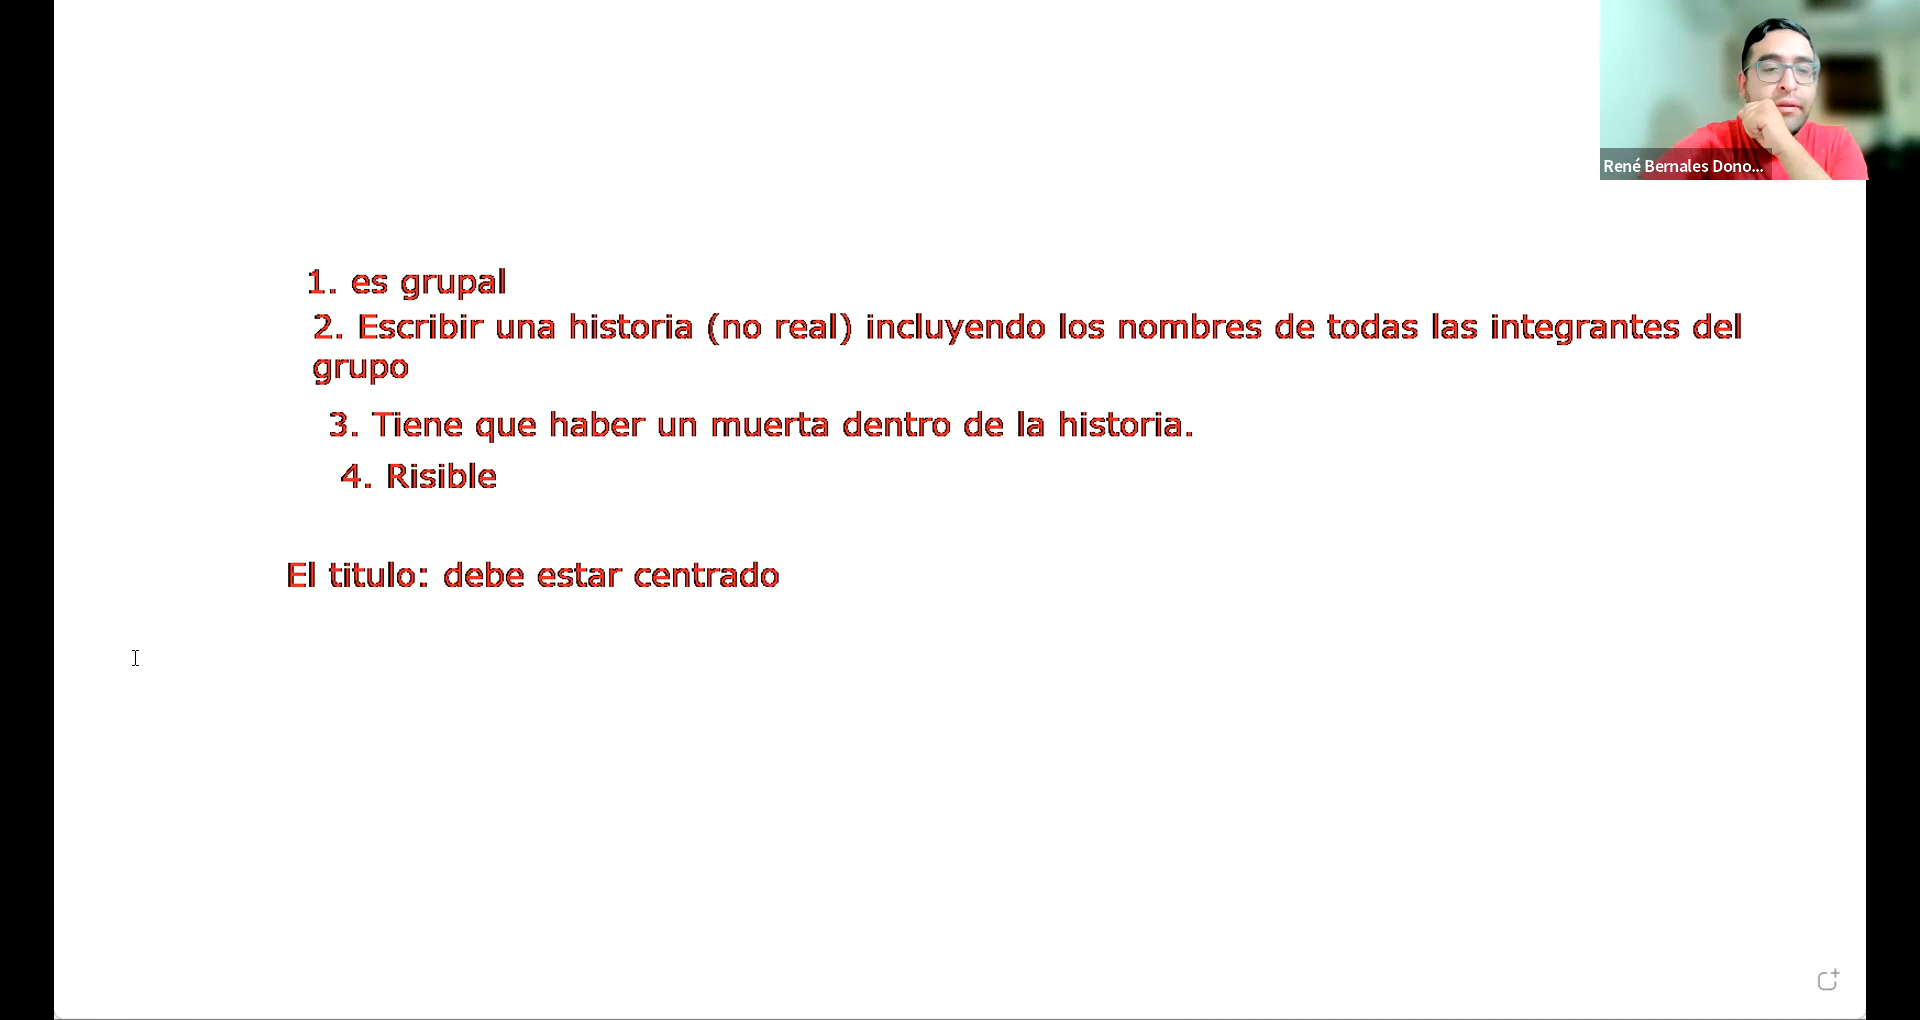 René Bernales Dono...
1. es grupal
2. Escribir una historia (no real) incluyendo los nombres de todas las integrantes del
grupo
3. Tiene que haber un muerta dentro de la historia.
4. Risible
El titulo: debe estar centrado